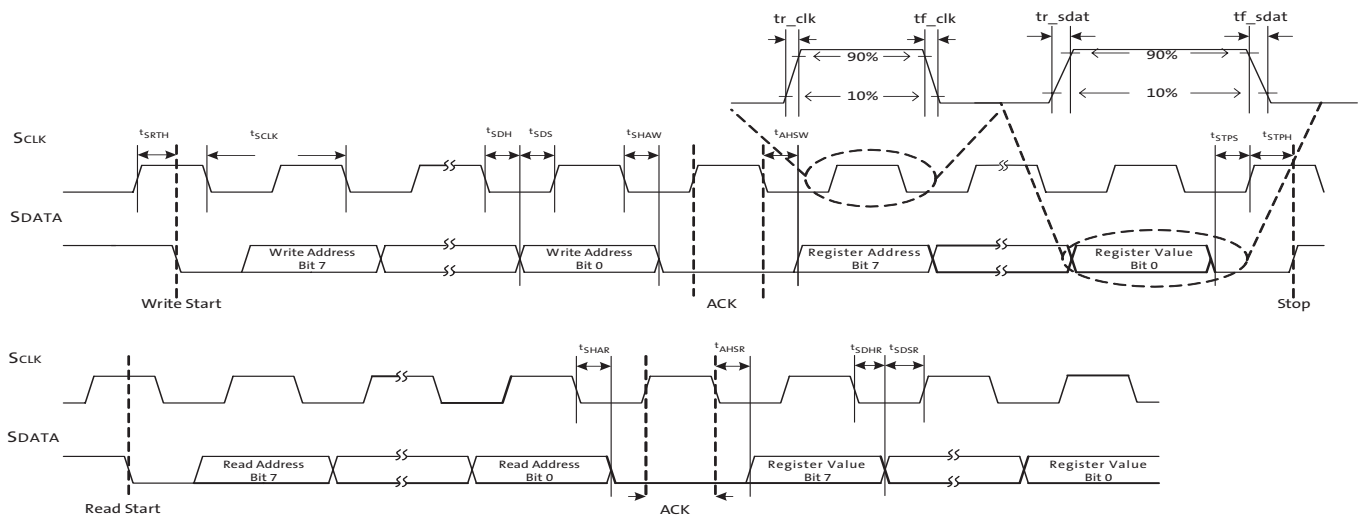 tr_clk tf_clk tr_sdat tf_sdat
90% 90%
10% 10%
SCLK tSRTH tSCLK tSDH tSDS tSHAW tAHSW tSTPS tSTPH
SDATA
Write Address Bit 7
Write Address Bit 0
Register Address Bit 7
Register Value Bit 0
Write Start ACK Stop
SCLK tSHAR tAHSR tSDHR tSDSR
SDATA
Read Address Bit 7
Read Address Bit 0
Register Value Bit 7
Register Value Bit 0
Read Start ACK